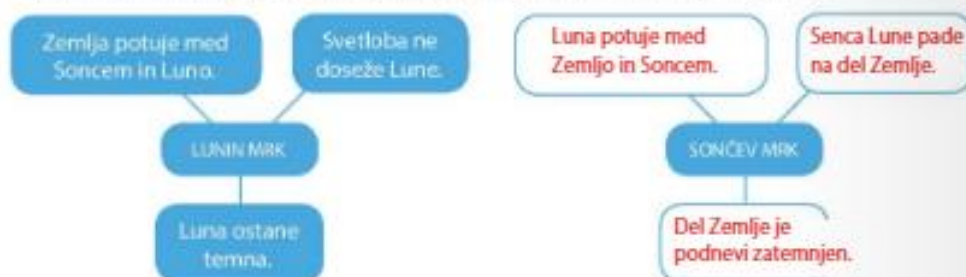 Zemlja potuje med
Soncem in Luno.
Svetloba ne
doseže Lune.
LUNIN MRK
Luna ostane
temna.
Luna potuje med
Zemljo in Soncem.
Senca Lune pade
na del Zemlje.
SONČEV MRK
Del Zemlje je
podnevi zatemnjen.